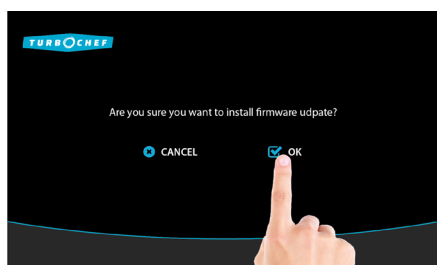 TURBOCHEF
Are you sure you want to install firmware udpate?
CANCEL
OK